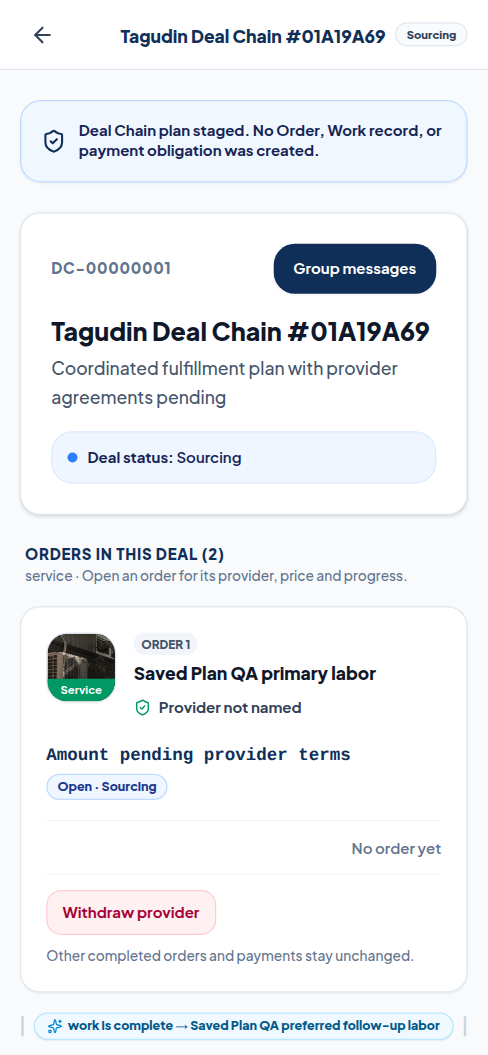 Tagudin Deal Chain #01A19A69
Sourcing
Deal Chain plan staged. No Order, Work record, or
payment obligation was created.
DC-00000001
Group messages
Tagudin Deal Chain #01A19A69
Coordinated fulfillment plan with provider
agreements pending
Deal status: Sourcing
ORDERS IN THIS DEAL (2)
service · Open an order for its provider, price and progress.
ORDER 1
Saved Plan QA primary labor
Service
Provider not named
Amount pending provider terms
Open · Sourcing
No order yet
Withdraw provider
Other completed orders and payments stay unchanged.
work is complete → Saved Plan QA preferred follow-up labor